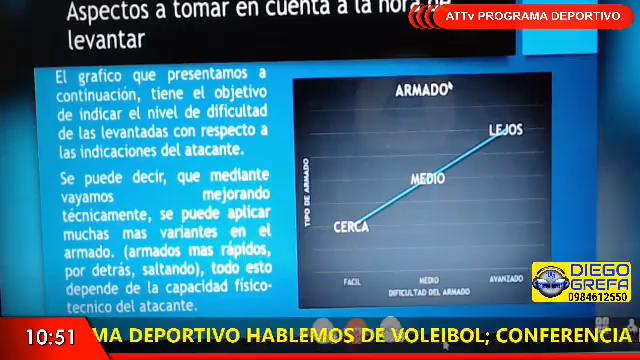 ATTv PROGRAMA DEPORTIVO
Aspectos a tomar en cuenta a la hora de
levantar
El grafico que presentamos a
continuación, tiene el objetivo
de indicar el nivel de dificultad
de las levantadas con respecto a
las indicaciones del atacante.
Se puede decir, que mediante
vayamos mejorando
técnicamente, se puede aplicar
muchas mas variantes en el
armado. (armados mas rápidos,
por detrás, saltando), todo esto
depende de la capacidad físico-
tecnico del atacante.
ARMADO
TIPO DE ARMADO
LEJOS
MEDIO
CERCA
FACIL MEDIO AVANZADO
DIFICULTAD DEL ARMADO
DIEGO
GREFA
0984612550
10:51
MA DEPORTIVO HABLEMOS DE VOLEIBOL; CONFERENCIA